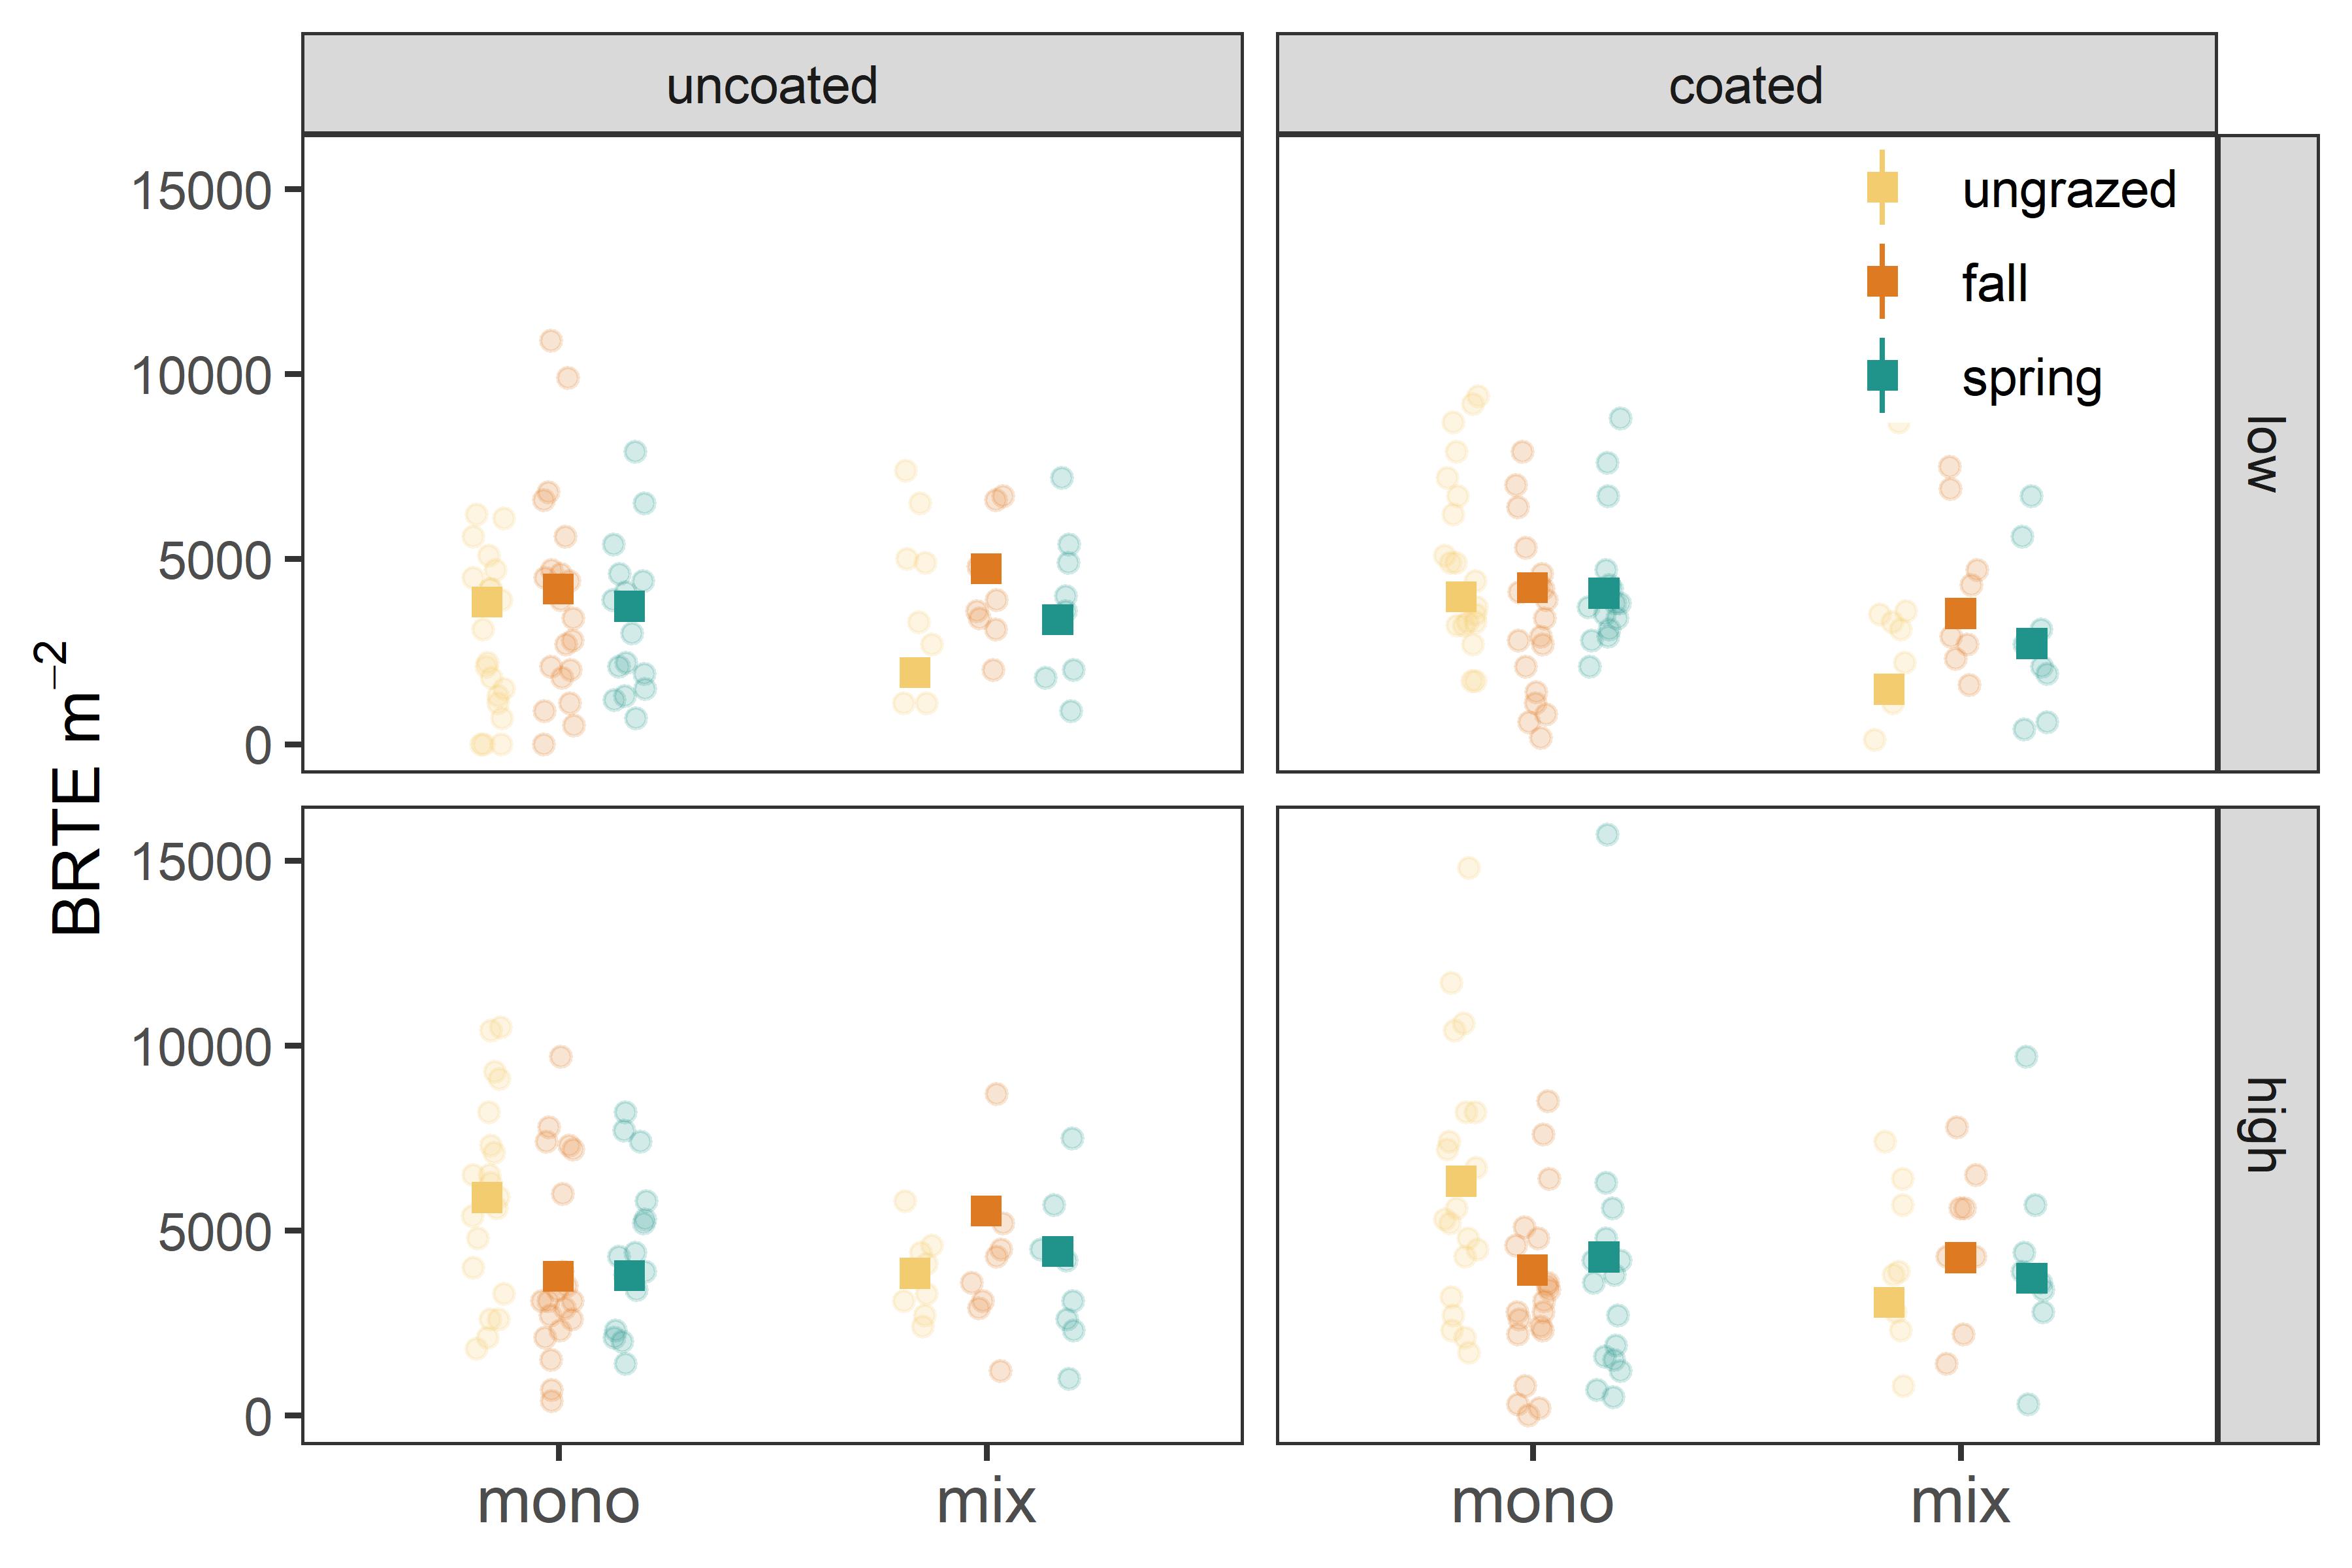 uncoated
coated
15000
10000
5000
0
ungrazed
fall
spring
low
BRTE m⁻²
15000
10000
5000
0
high
mono
mix
mono
mix